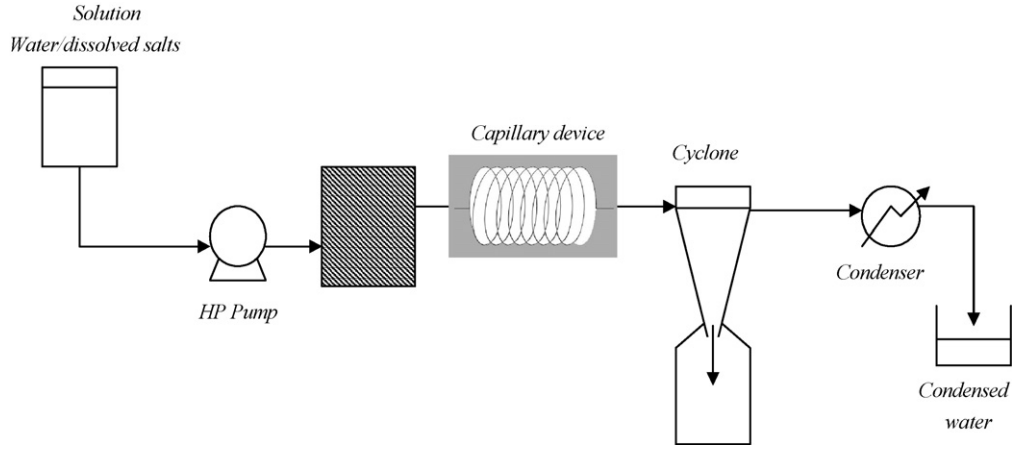 Solution
Water/dissolved salts
HP Pump
Capillary device
Cyclone
Condenser
Condensed
water